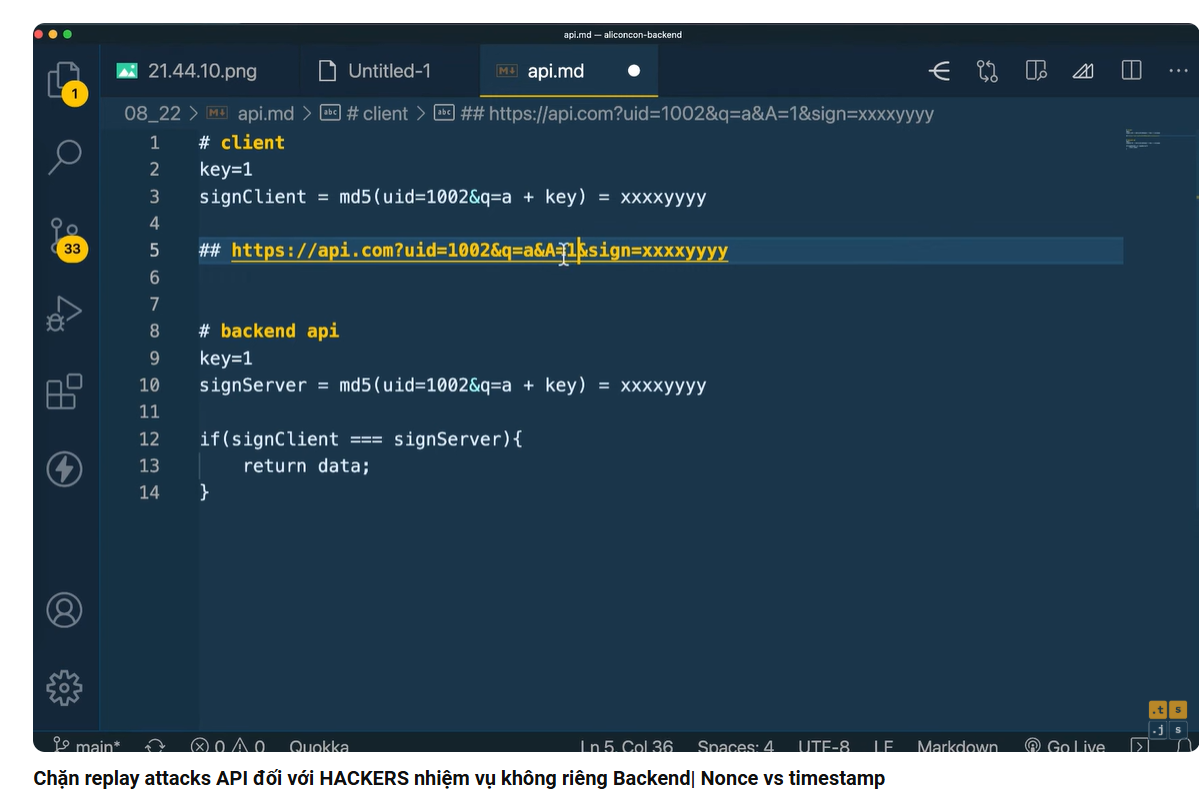 api.md — aliconcon-backend
1
21.44.10.png
Untitled-1
M↓ api.md
08_22 > M↓ api.md > abc # client > abc ## https://api.com?uid=1002&q=a&A=1&sign=xxxxyyyy
1 # client
2 key=1
3 signClient = md5(uid=1002&q=a + key) = xxxxyyyy
4
5 ## https://api.com?uid=1002&q=a&A=1&sign=xxxxyyyy
33
6
7
8 # backend api
9 key=1
10 signServer = md5(uid=1002&q=a + key) = xxxxyyyy
11
12 if(signClient === signServer){
13 return data;
14 }
.t s
.j s
main* 0 0 Quokka Ln 5, Col 36 Spaces: 4 UTF-8 LF Markdown Go Live
Chặn replay attacks API đối với HACKERS nhiệm vụ không riêng Backend| Nonce vs timestamp